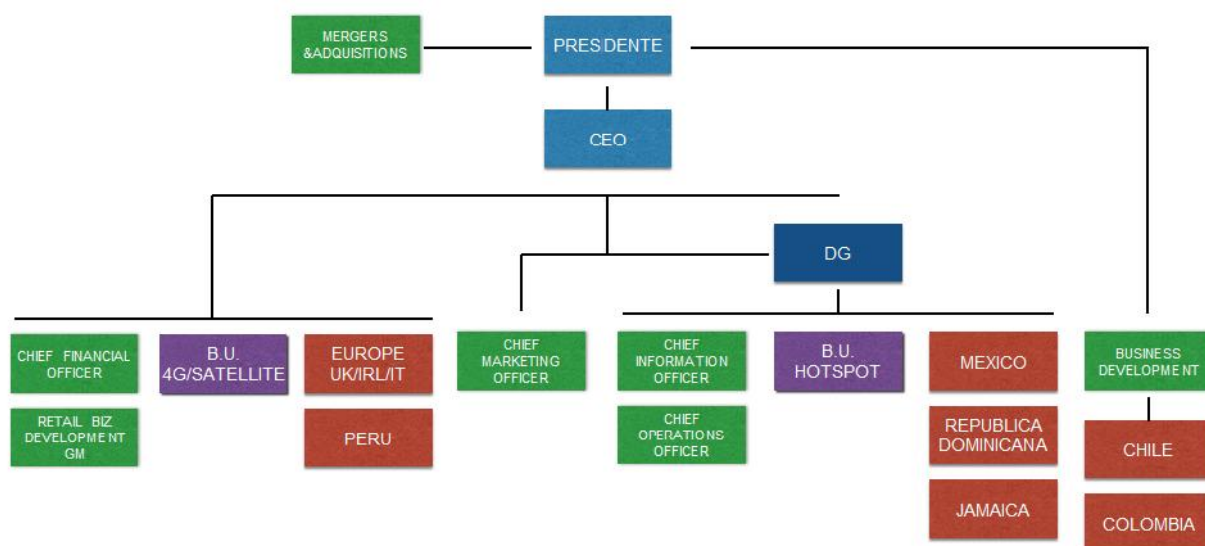 MERGERS
&ADQUISITIONS
PRESIDENTE
CEO
DG
CHIEF FINANCIAL
OFFICER
B.U.
4G/SATELLITE
EUROPE
UK/IRL/IT
CHIEF
MARKETING
OFFICER
CHIEF
INFORMATION
OFFICER
B.U.
HOTSPOT
MEXICO
BUSINESS
DEVELOPMENT
RETAIL BIZ
DEVELOPMENT
GM
PERU
CHIEF
OPERATIONS
OFFICER
REPUBLICA
DOMINICANA
CHILE
JAMAICA
COLOMBIA